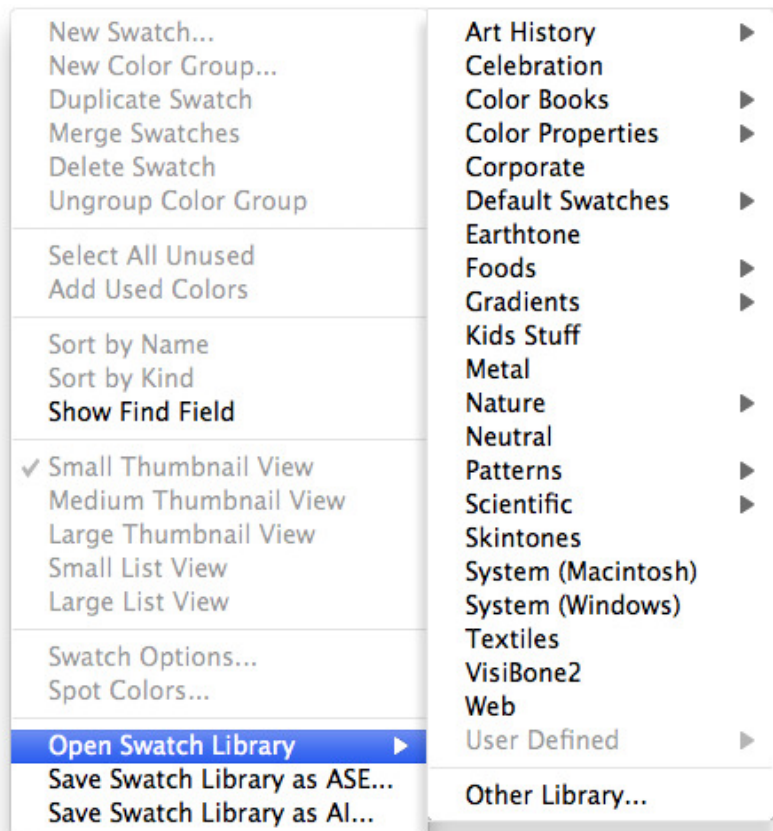 New Swatch...
New Color Group...
Duplicate Swatch
Merge Swatches
Delete Swatch
Ungroup Color Group
Select All Unused
Add Used Colors
Sort by Name
Sort by Kind
Show Find Field
✓ Small Thumbnail View
Medium Thumbnail View
Large Thumbnail View
Small List View
Large List View
Swatch Options...
Spot Colors...
Open Swatch Library
Save Swatch Library as ASE...
Save Swatch Library as AI...
Art History
Celebration
Color Books
Color Properties
Corporate
Default Swatches
Earthtone
Foods
Gradients
Kids Stuff
Metal
Nature
Neutral
Patterns
Scientific
Skintones
System (Macintosh)
System (Windows)
Textiles
VisiBone2
Web
User Defined
Other Library...